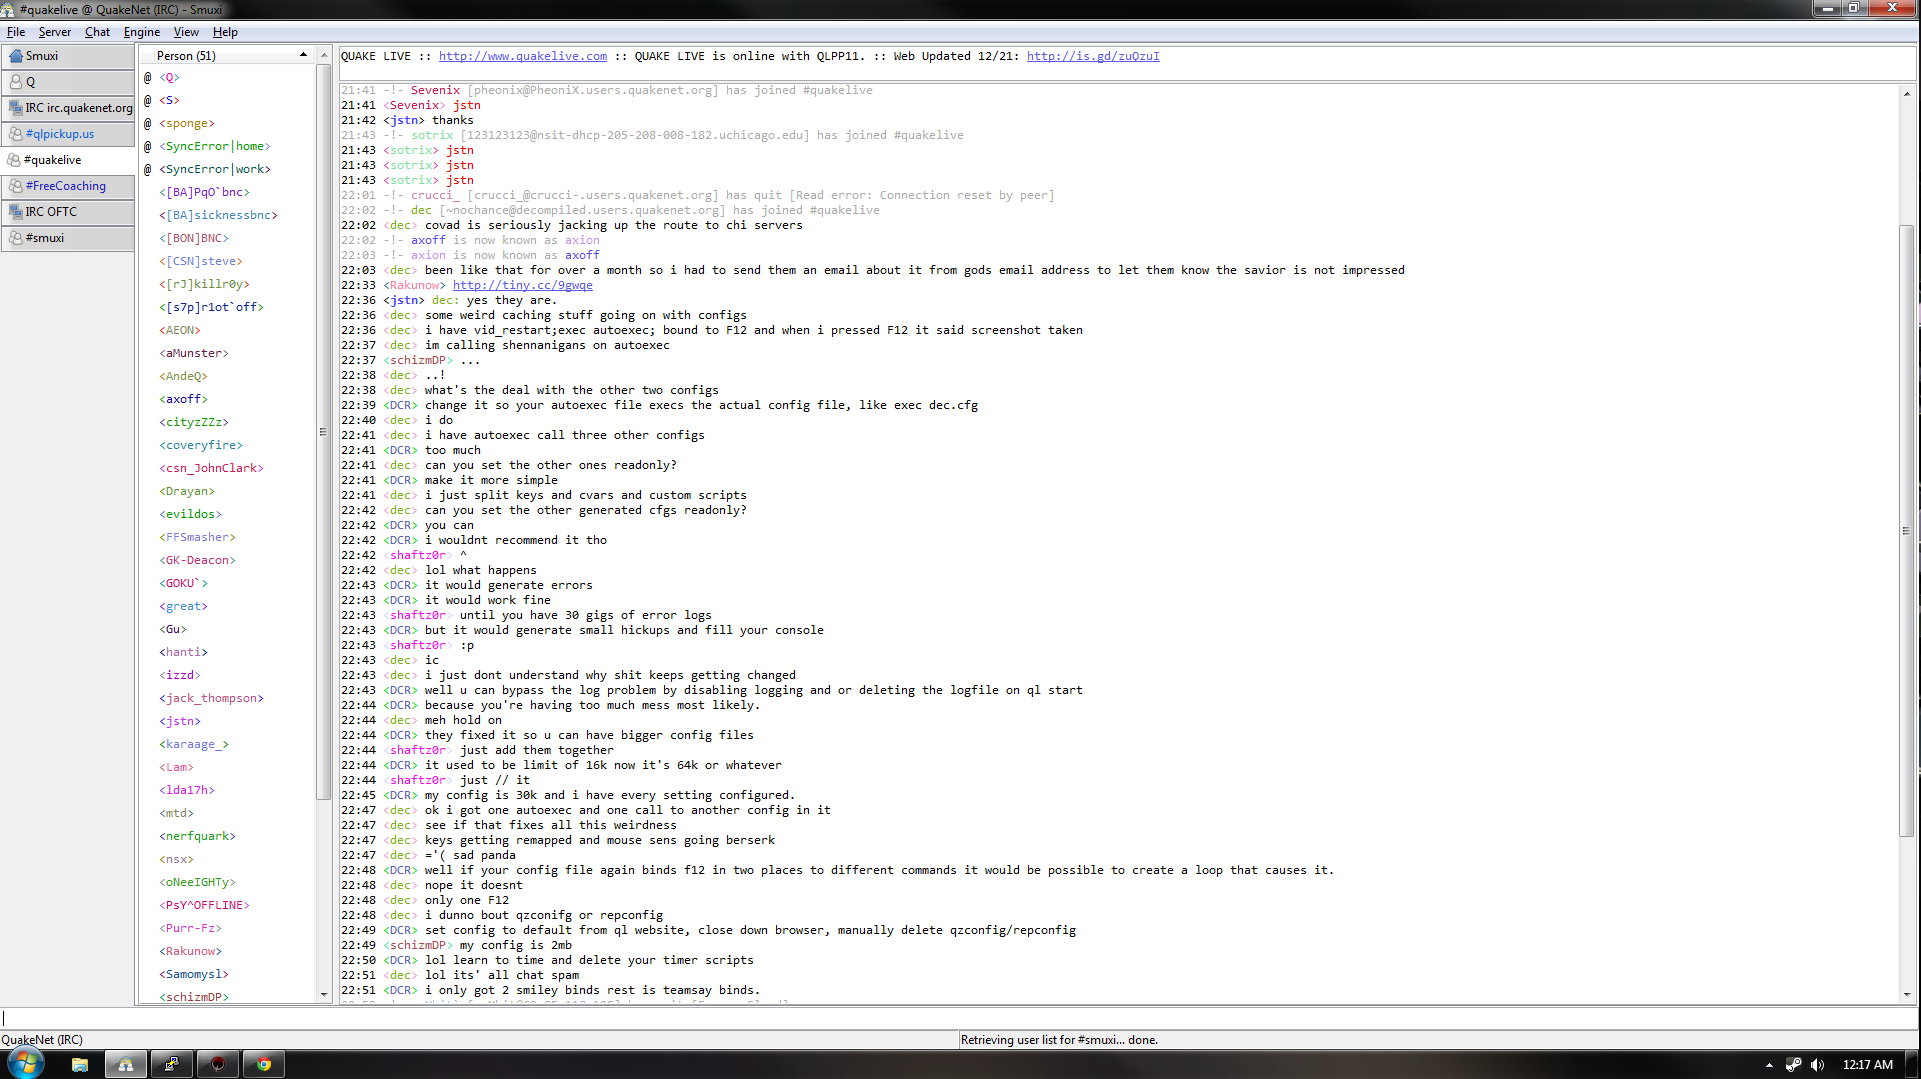 #quakelive @ QuakeNet (IRC) - Smuxi
File Server Chat Engine View Help
Smuxi
Q
IRC irc.quakenet.org
#qlpickup.us
#quakelive
#FreeCoaching
IRC OFTC
#smuxi
Person (51)
@ <Q>
@ <S>
@ <sponge>
@ <SyncError|home>
@ <SyncError|work>
<[BA]PqO`bnc>
<[BA]sicknessbnc>
<[BON]BNC>
<[CSN]steve>
<[rJ]killr0y>
<[s7p]r1ot`off>
<AEON>
<aMunster>
<AndeQ>
<axoff>
<cityzZZz>
<coveryfire>
<csn_JohnClark>
<Drayan>
<evildos>
<FFSmasher>
<GK-Deacon>
<GOKU`>
<great>
<Gu>
<hanti>
<izzd>
<jack_thompson>
<jstn>
<karaage_>
<Lam>
<lda17h>
<mtd>
<nerfquark>
<nsx>
<oNeeIGHTy>
<PsY^OFFLINE>
<Purr-Fz>
<Rakunow>
<Samomysl>
<schizmDP>
QUAKE LIVE :: http://www.quakelive.com :: QUAKE LIVE is online with QLPP11. :: Web Updated 12/21: http://is.gd/zuQzuI
21:41 -!- Sevenix [pheonix@PheoniX.users.quakenet.org] has joined #quakelive
21:41 <Sevenix> jstn
21:42 <jstn> thanks
21:43 -!- sotrix [123123123@nsit-dhcp-205-208-008-182.uchicago.edu] has joined #quakelive
21:43 <sotrix> jstn
21:43 <sotrix> jstn
21:43 <sotrix> jstn
22:01 -!- crucci_ [crucci_@crucci-.users.quakenet.org] has quit [Read error: Connection reset by peer]
22:02 -!- dec [~nochance@decompiled.users.quakenet.org] has joined #quakelive
22:02 <dec> covad is seriously jacking up the route to chi servers
22:02 -!- axoff is now known as axion
22:03 -!- axion is now known as axoff
22:03 <dec> been like that for over a month so i had to send them an email about it from gods email address to let them know the savior is not impressed
22:33 <Rakunow> http://tiny.cc/9gwqe
22:36 <jstn> dec: yes they are.
22:36 <dec> some weird caching stuff going on with configs
22:36 <dec> i have vid_restart;exec autoexec; bound to F12 and when i pressed F12 it said screenshot taken
22:37 <dec> im calling shennanigans on autoexec
22:37 <schizmDP> ...
22:38 <dec> ..!
22:38 <dec> what's the deal with the other two configs
22:39 <DCR> change it so your autoexec file execs the actual config file, like exec dec.cfg
22:40 <dec> i do
22:41 <dec> i have autoexec call three other configs
22:41 <DCR> too much
22:41 <dec> can you set the other ones readonly?
22:41 <DCR> make it more simple
22:41 <dec> i just split keys and cvars and custom scripts
22:42 <dec> can you set the other generated cfgs readonly?
22:42 <DCR> you can
22:42 <DCR> i wouldnt recommend it tho
22:42 <shaftz0r> ^
22:42 <dec> lol what happens
22:43 <DCR> it would generate errors
22:43 <DCR> it would work fine
22:43 <shaftz0r> until you have 30 gigs of error logs
22:43 <DCR> but it would generate small hickups and fill your console
22:43 <shaftz0r> :p
22:43 <dec> ic
22:43 <dec> i just dont understand why shit keeps getting changed
22:43 <DCR> well u can bypass the log problem by disabling logging and or deleting the logfile on ql start
22:44 <DCR> because you're having too much mess most likely.
22:44 <dec> meh hold on
22:44 <DCR> they fixed it so u can have bigger config files
22:44 <shaftz0r> just add them together
22:44 <DCR> it used to be limit of 16k now it's 64k or whatever
22:44 <shaftz0r> just // it
22:45 <DCR> my config is 30k and i have every setting configured.
22:47 <dec> ok i got one autoexec and one call to another config in it
22:47 <dec> see if that fixes all this weirdness
22:47 <dec> keys getting remapped and mouse sens going berserk
22:47 <dec> ='( sad panda
22:48 <DCR> well if your config file again binds f12 in two places to different commands it would be possible to create a loop that causes it.
22:48 <dec> nope it doesnt
22:48 <dec> only one F12
22:48 <dec> i dunno bout qzconifg or repconfig
22:49 <DCR> set config to default from ql website, close down browser, manually delete qzconfig/repconfig
22:49 <schizmDP> my config is 2mb
22:50 <DCR> lol learn to time and delete your timer scripts
22:51 <dec> lol its' all chat spam
22:51 <DCR> i only got 2 smiley binds rest is teamsay binds.
QuakeNet (IRC)
Retrieving user list for #smuxi... done.
12:17 AM